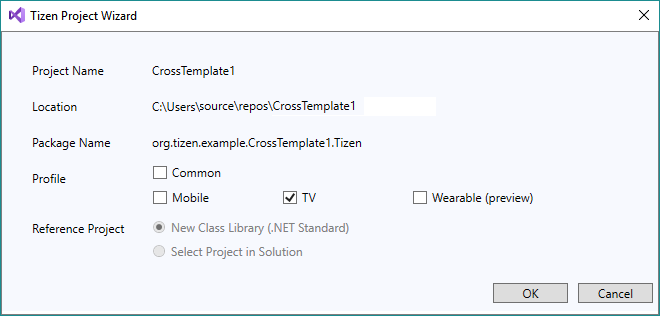 Tizen Project Wizard
Project Name CrossTemplate1
Location C:\Users\source\repos\CrossTemplate1
Package Name org.tizen.example.CrossTemplate1.Tizen
Profile Common
Mobile TV Wearable (preview)
Reference Project New Class Library (.NET Standard)
Select Project in Solution
OK Cancel